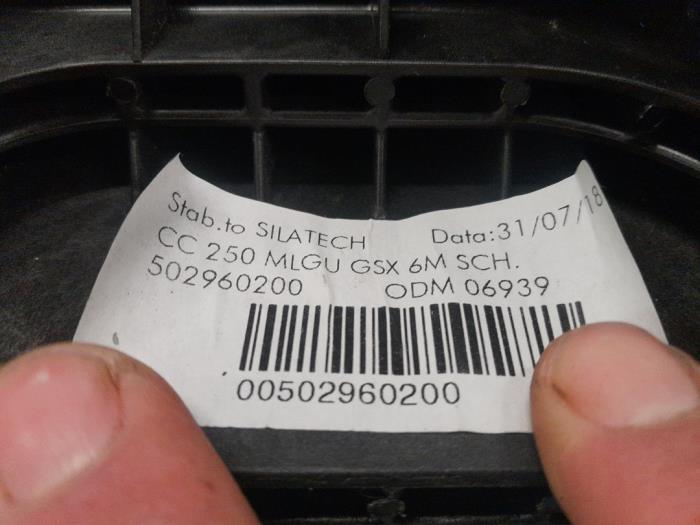 Stab.to SILATECH Data:31/07/18
CC 250 MLGU GSX 6M SCH.
502960200 ODM 06939
00502960200